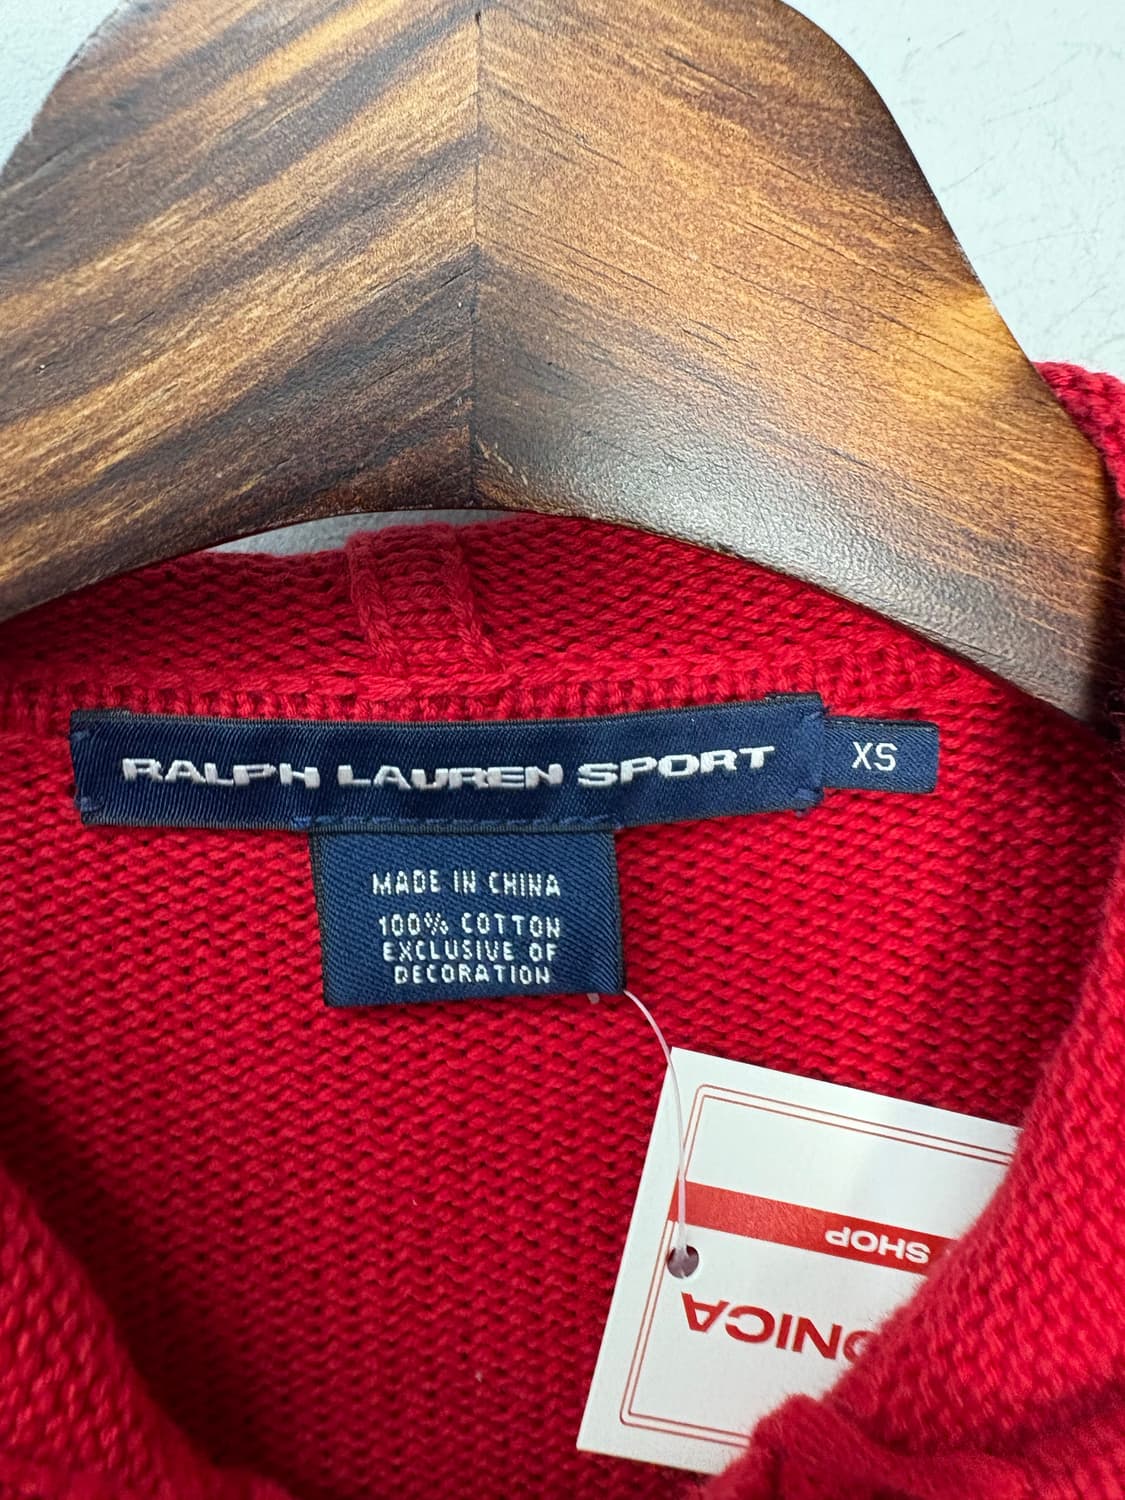 RALPH LAUREN SPORT
XS
MADE IN CHINA
100% COTTON
EXCLUSIVE OF
DECORATION
SHOP